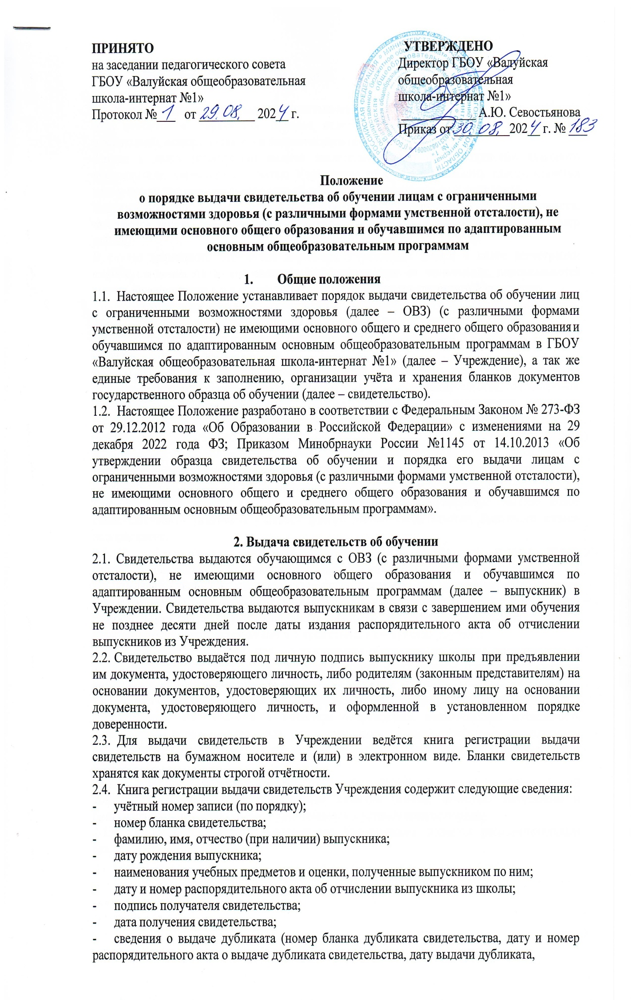 ПРИНЯТО
на заседании педагогического совета
ГБОУ «Валуйская общеобразовательная
школа-интернат №1»
Протокол № 1 от 29.08. 2024 г.
УТВЕРЖДЕНО
Директор ГБОУ «Валуйская
общеобразовательная
школа-интернат №1»
____________ А.Ю. Севостьянова
Приказ от 30.08. 2024 г. № 183
Положение
о порядке выдачи свидетельства об обучении лицам с ограниченными
возможностями здоровья (с различными формами умственной отсталости), не
имеющими основного общего образования и обучавшимся по адаптированным
основным общеобразовательным программам
1. Общие положения
1.1. Настоящее Положение устанавливает порядок выдачи свидетельства об обучении лиц
с ограниченными возможностями здоровья (далее – ОВЗ) (с различными формами
умственной отсталости) не имеющими основного общего и среднего общего образования и
обучавшимся по адаптированным основным общеобразовательным программам в ГБОУ
«Валуйская общеобразовательная школа-интернат №1» (далее – Учреждение), а так же
единые требования к заполнению, организации учёта и хранения бланков документов
государственного образца об обучении (далее – свидетельство).
1.2. Настоящее Положение разработано в соответствии с Федеральным Законом № 273-ФЗ
от 29.12.2012 года «Об Образовании в Российской Федерации» с изменениями на 29
декабря 2022 года ФЗ; Приказом Минобрнауки России №1145 от 14.10.2013 «Об
утверждении образца свидетельства об обучении и порядка его выдачи лицам с
ограниченными возможностями здоровья (с различными формами умственной отсталости),
не имеющими основного общего и среднего общего образования и обучавшимся по
адаптированным основным общеобразовательным программам».
2. Выдача свидетельств об обучении
2.1. Свидетельства выдаются обучающимся с ОВЗ (с различными формами умственной
отсталости), не имеющими основного общего образования и обучавшимся по
адаптированным основным общеобразовательным программам (далее – выпускник) в
Учреждении. Свидетельства выдаются выпускникам в связи с завершением ими обучения
не позднее десяти дней после даты издания распорядительного акта об отчислении
выпускников из Учреждения.
2.2. Свидетельство выдаётся под личную подпись выпускнику школы при предъявлении
им документа, удостоверяющего личность, либо родителям (законным представителям) на
основании документов, удостоверяющих их личность, либо иному лицу на основании
документа, удостоверяющего личность, и оформленной в установленном порядке
доверенности.
2.3. Для выдачи свидетельств в Учреждении ведётся книга регистрации выдачи
свидетельств на бумажном носителе и (или) в электронном виде. Бланки свидетельств
хранятся как документы строгой отчётности.
2.4. Книга регистрации выдачи свидетельств Учреждения содержит следующие сведения:
- учётный номер записи (по порядку);
- номер бланка свидетельства;
- фамилию, имя, отчество (при наличии) выпускника;
- дату рождения выпускника;
- наименования учебных предметов и оценки, полученные выпускником по ним;
- дату и номер распорядительного акта об отчислении выпускника из школы;
- подпись получателя свидетельства;
- дата получения свидетельства;
- сведения о выдаче дубликата (номер бланка дубликата свидетельства, дату и номер
распорядительного акта о выдаче дубликата свидетельства, дату выдачи дубликата,